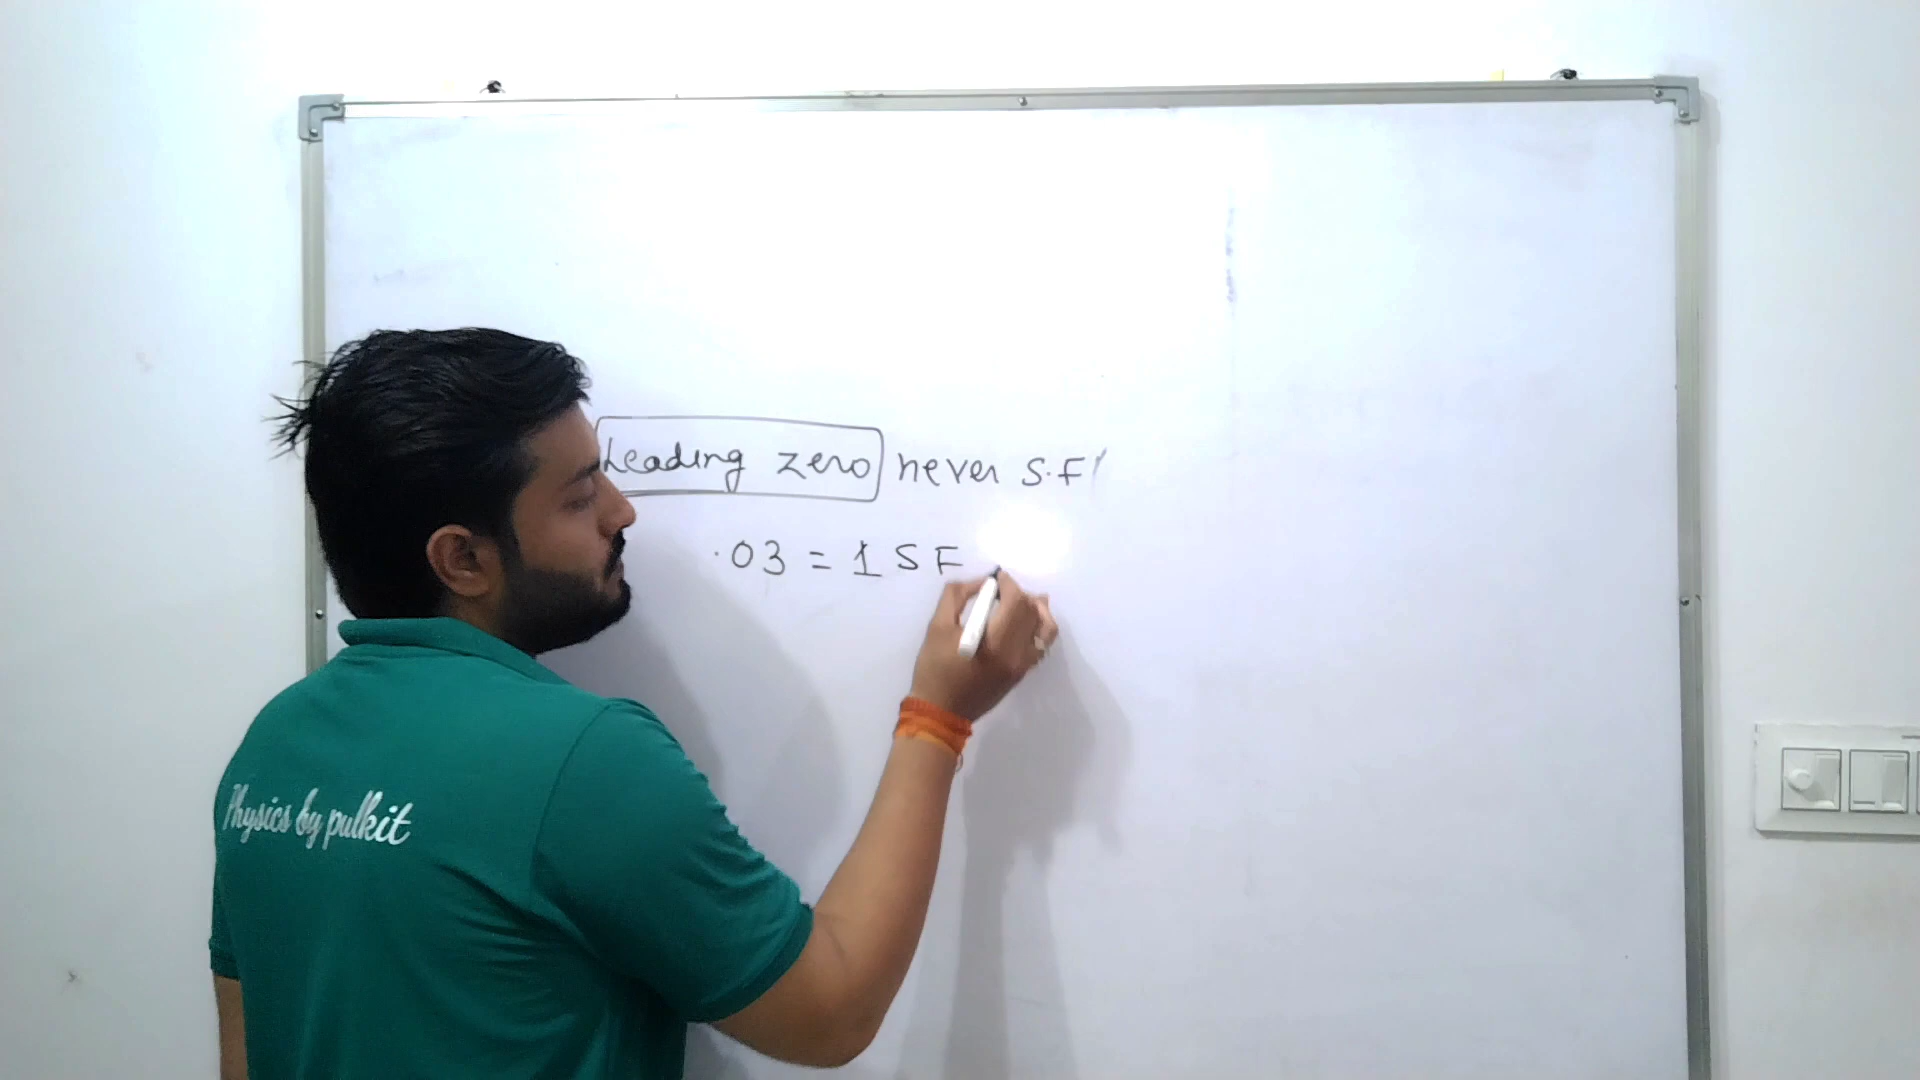 Leading zero never S.F
.03 = 1 S F
Physics by pulkit